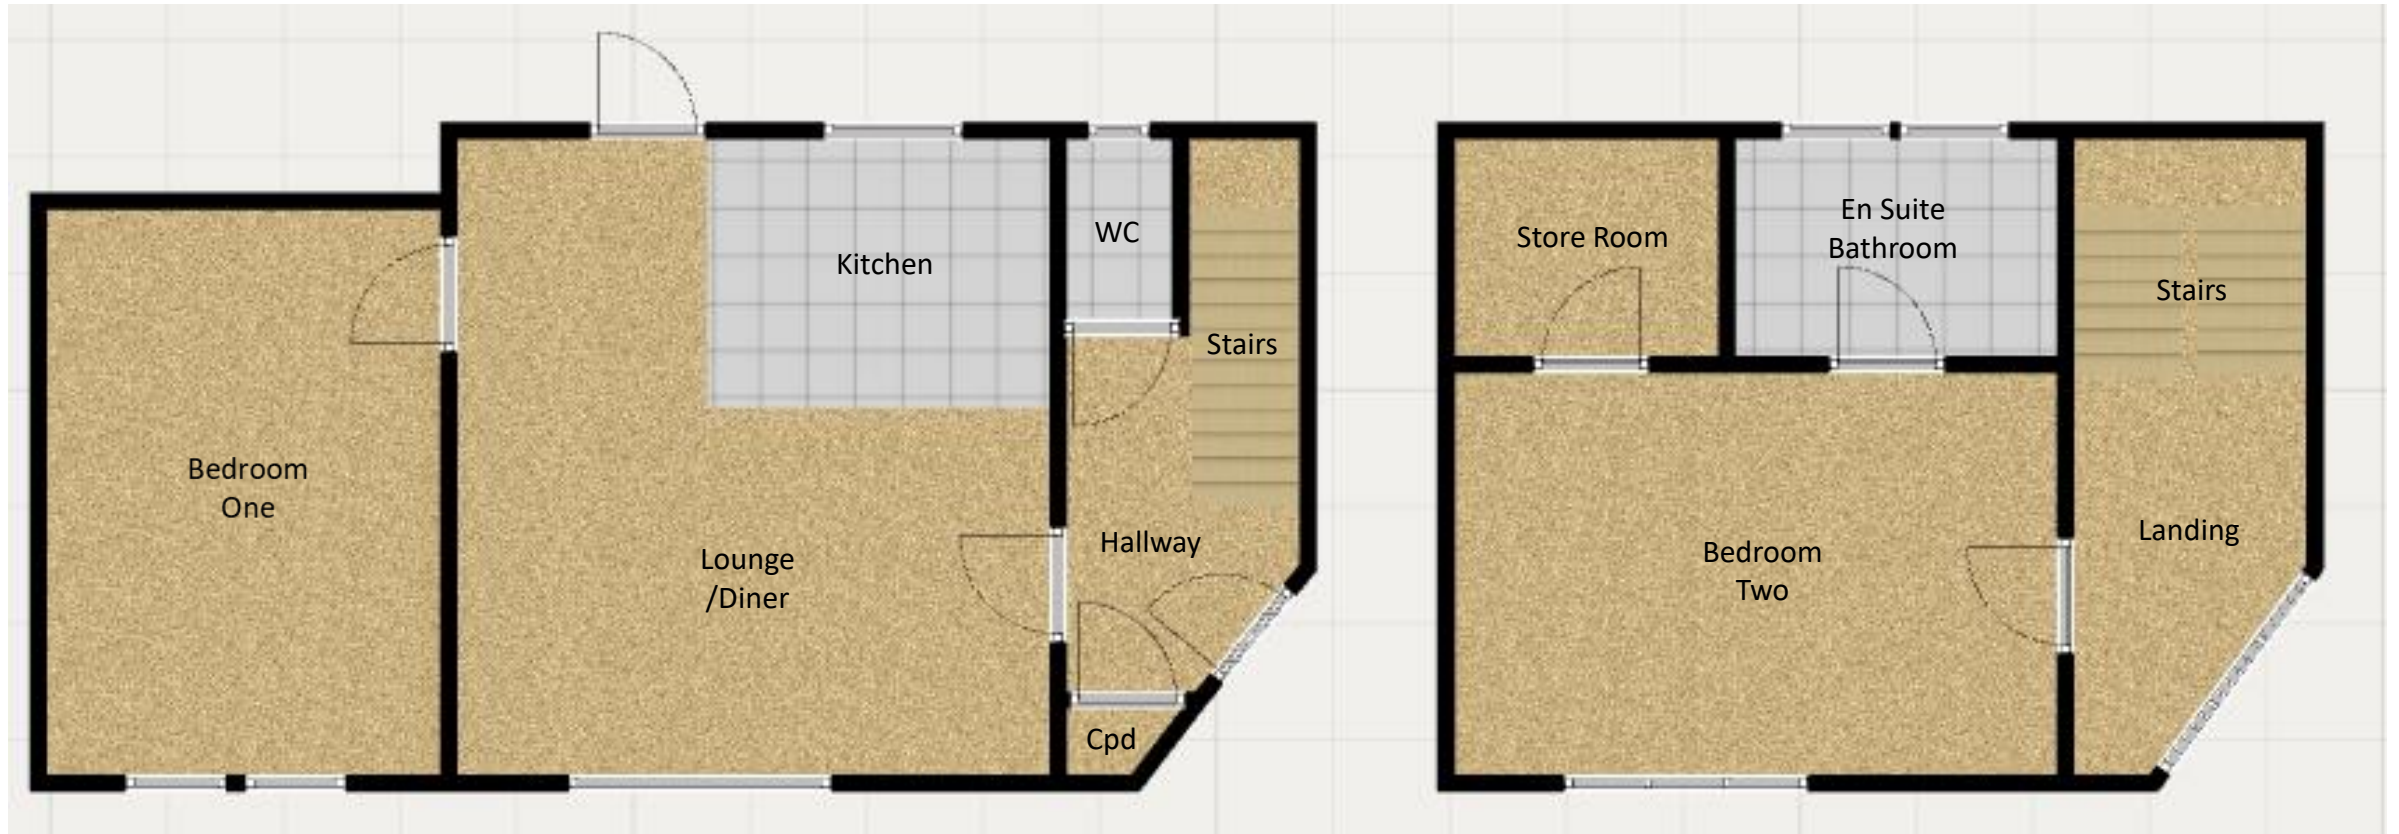 Bedroom
One
Kitchen
Lounge
/Diner
WC
Stairs
Hallway
Cpd
Store Room
En Suite
Bathroom
Stairs
Bedroom
Two
Landing